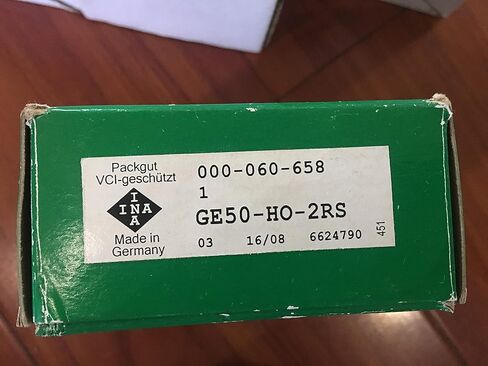 Packgut
VCI-geschützt
INA
INA
Made in
Germany
000-060-658
1
GE50-HO-2RS
03 16/08 6624790
451